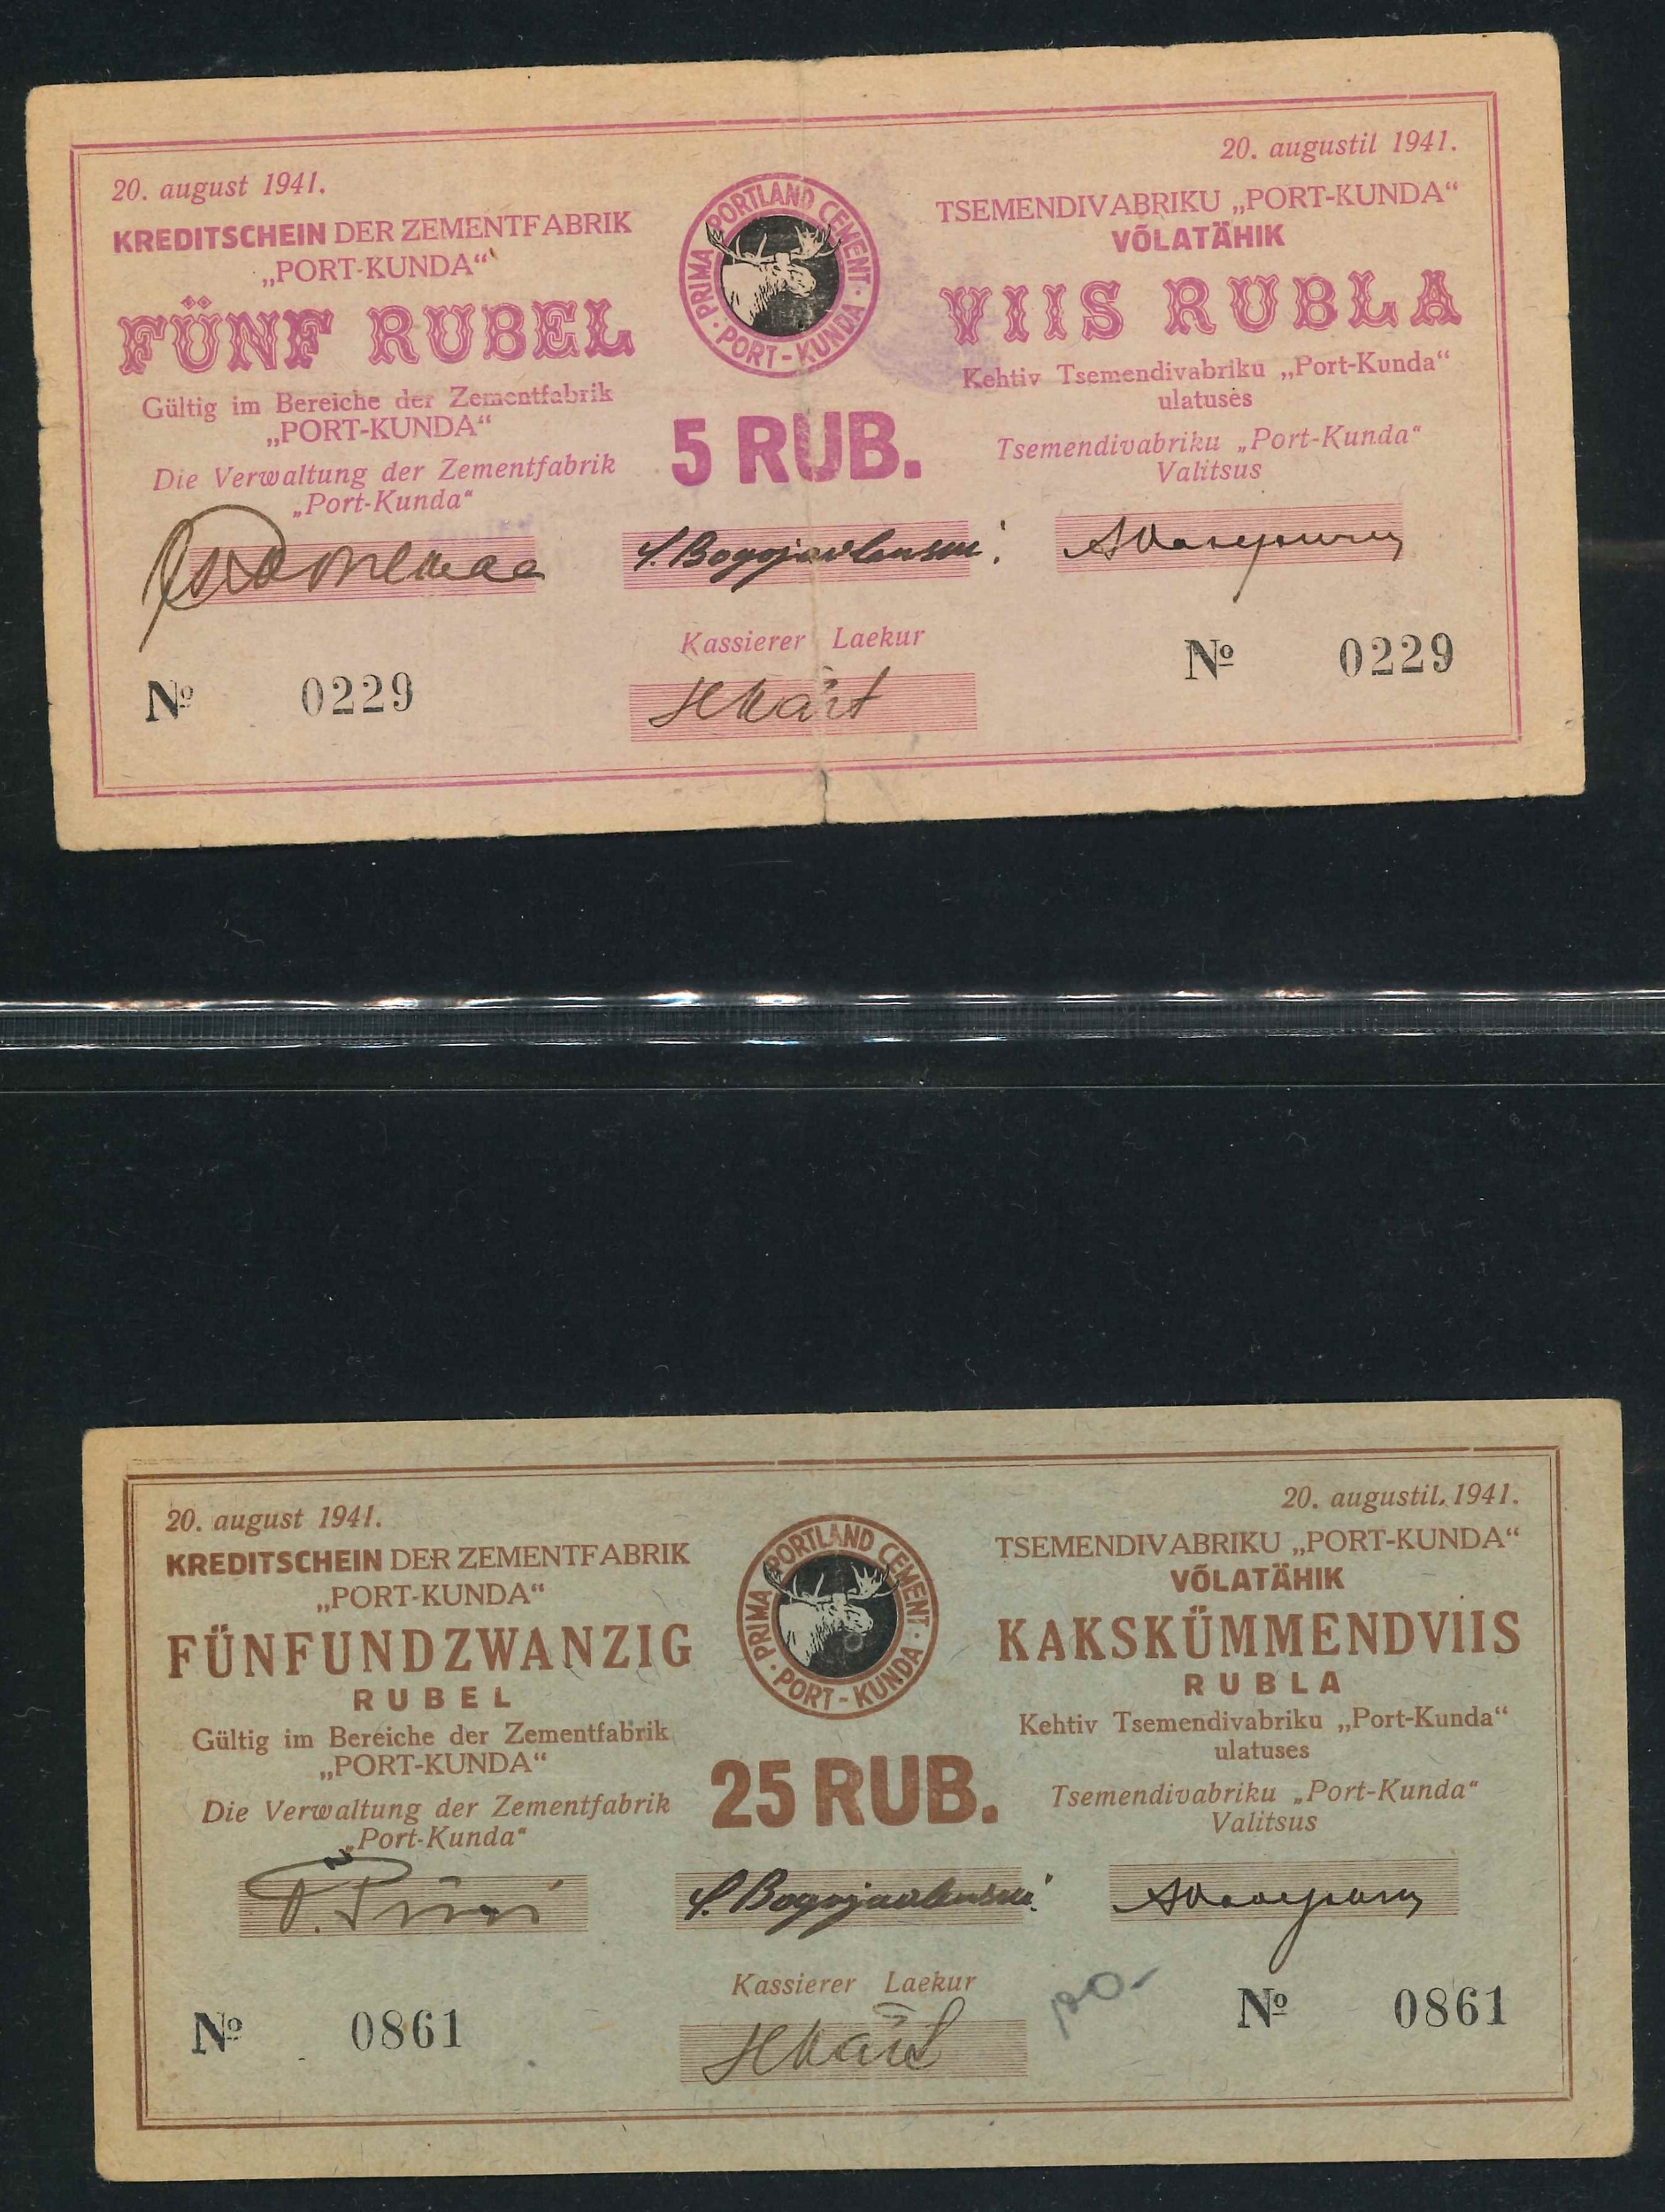 20. august 1941.
KREDITSCHEIN DER ZEMENTFABRIK
„PORT-KUNDA“
FÜNF RUBEL
Gültig im Bereiche der Zementfabrik
„PORT-KUNDA“
Die Verwaltung der Zementfabrik
„Port-Kunda“
PRIMA PORTLAND CEMENT · PORT-KUNDA ·
5 RUB.
20. augustil 1941.
TSEMENDIVABRIKU „PORT-KUNDA“
VÕLATÄHIK
VIIS RUBLA
Kehtiv Tsemendivabriku „Port-Kunda“
ulatuses
Tsemendivabriku „Port-Kunda“
Valitsus
S. Bogojavlenski
Kassierer Laekur
№ 0229
№ 0229
20. august 1941.
KREDITSCHEIN DER ZEMENTFABRIK
„PORT-KUNDA“
FÜNFUNDZWANZIG
RUBEL
Gültig im Bereiche der Zementfabrik
„PORT-KUNDA“
Die Verwaltung der Zementfabrik
„Port-Kunda“
PRIMA PORTLAND CEMENT · PORT-KUNDA ·
25 RUB.
20. augustil. 1941.
TSEMENDIVABRIKU „PORT-KUNDA“
VÕLATÄHIK
KAKSKÜMMENDVIIS
RUBLA
Kehtiv Tsemendivabriku „Port-Kunda“
ulatuses
Tsemendivabriku „Port-Kunda“
Valitsus
S. Bogojavlenski
Kassierer Laekur
№ 0861
№ 0861